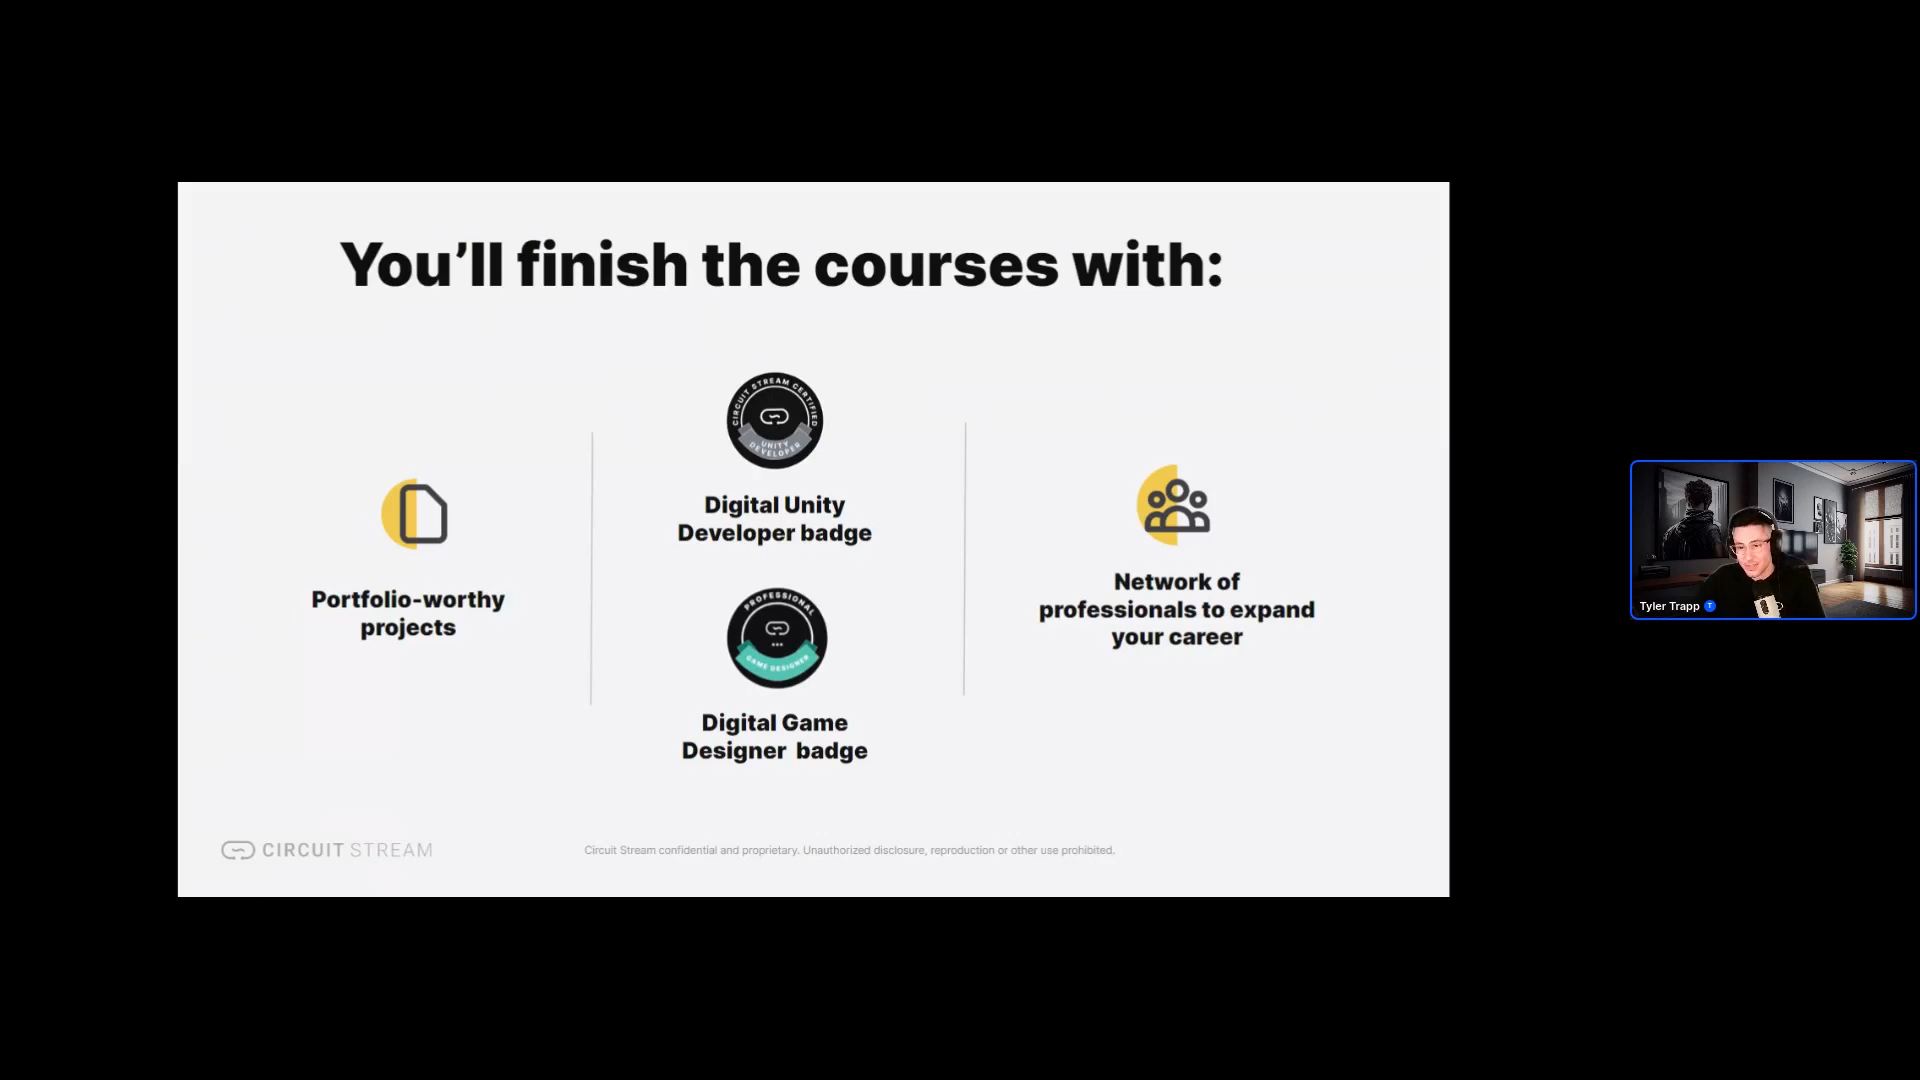 You’ll finish the courses with:
Portfolio-worthy
projects
CIRCUIT STREAM CERTIFIED
UNITY
DEVELOPER
Digital Unity
Developer badge
PROFESSIONAL
GAME DESIGNER
Digital Game
Designer badge
Network of
professionals to expand
your career
CIRCUIT STREAM
Circuit Stream confidential and proprietary. Unauthorized disclosure, reproduction or other use prohibited.
Tyler Trapp T